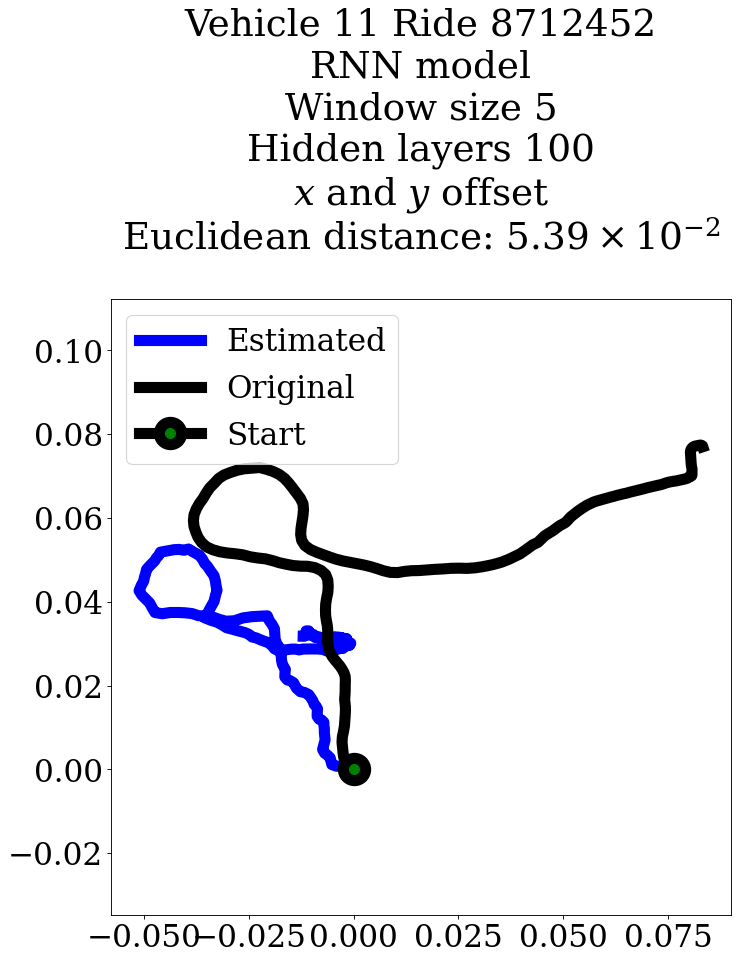 Vehicle 11 Ride 8712452
RNN model
Window size 5
Hidden layers 100
x and y offset
Euclidean distance: 5.39 × 10⁻²
Estimated
Original
Start
0.10
0.08
0.06
0.04
0.02
0.00
−0.02
−0.050 −0.025 0.000 0.025 0.050 0.075